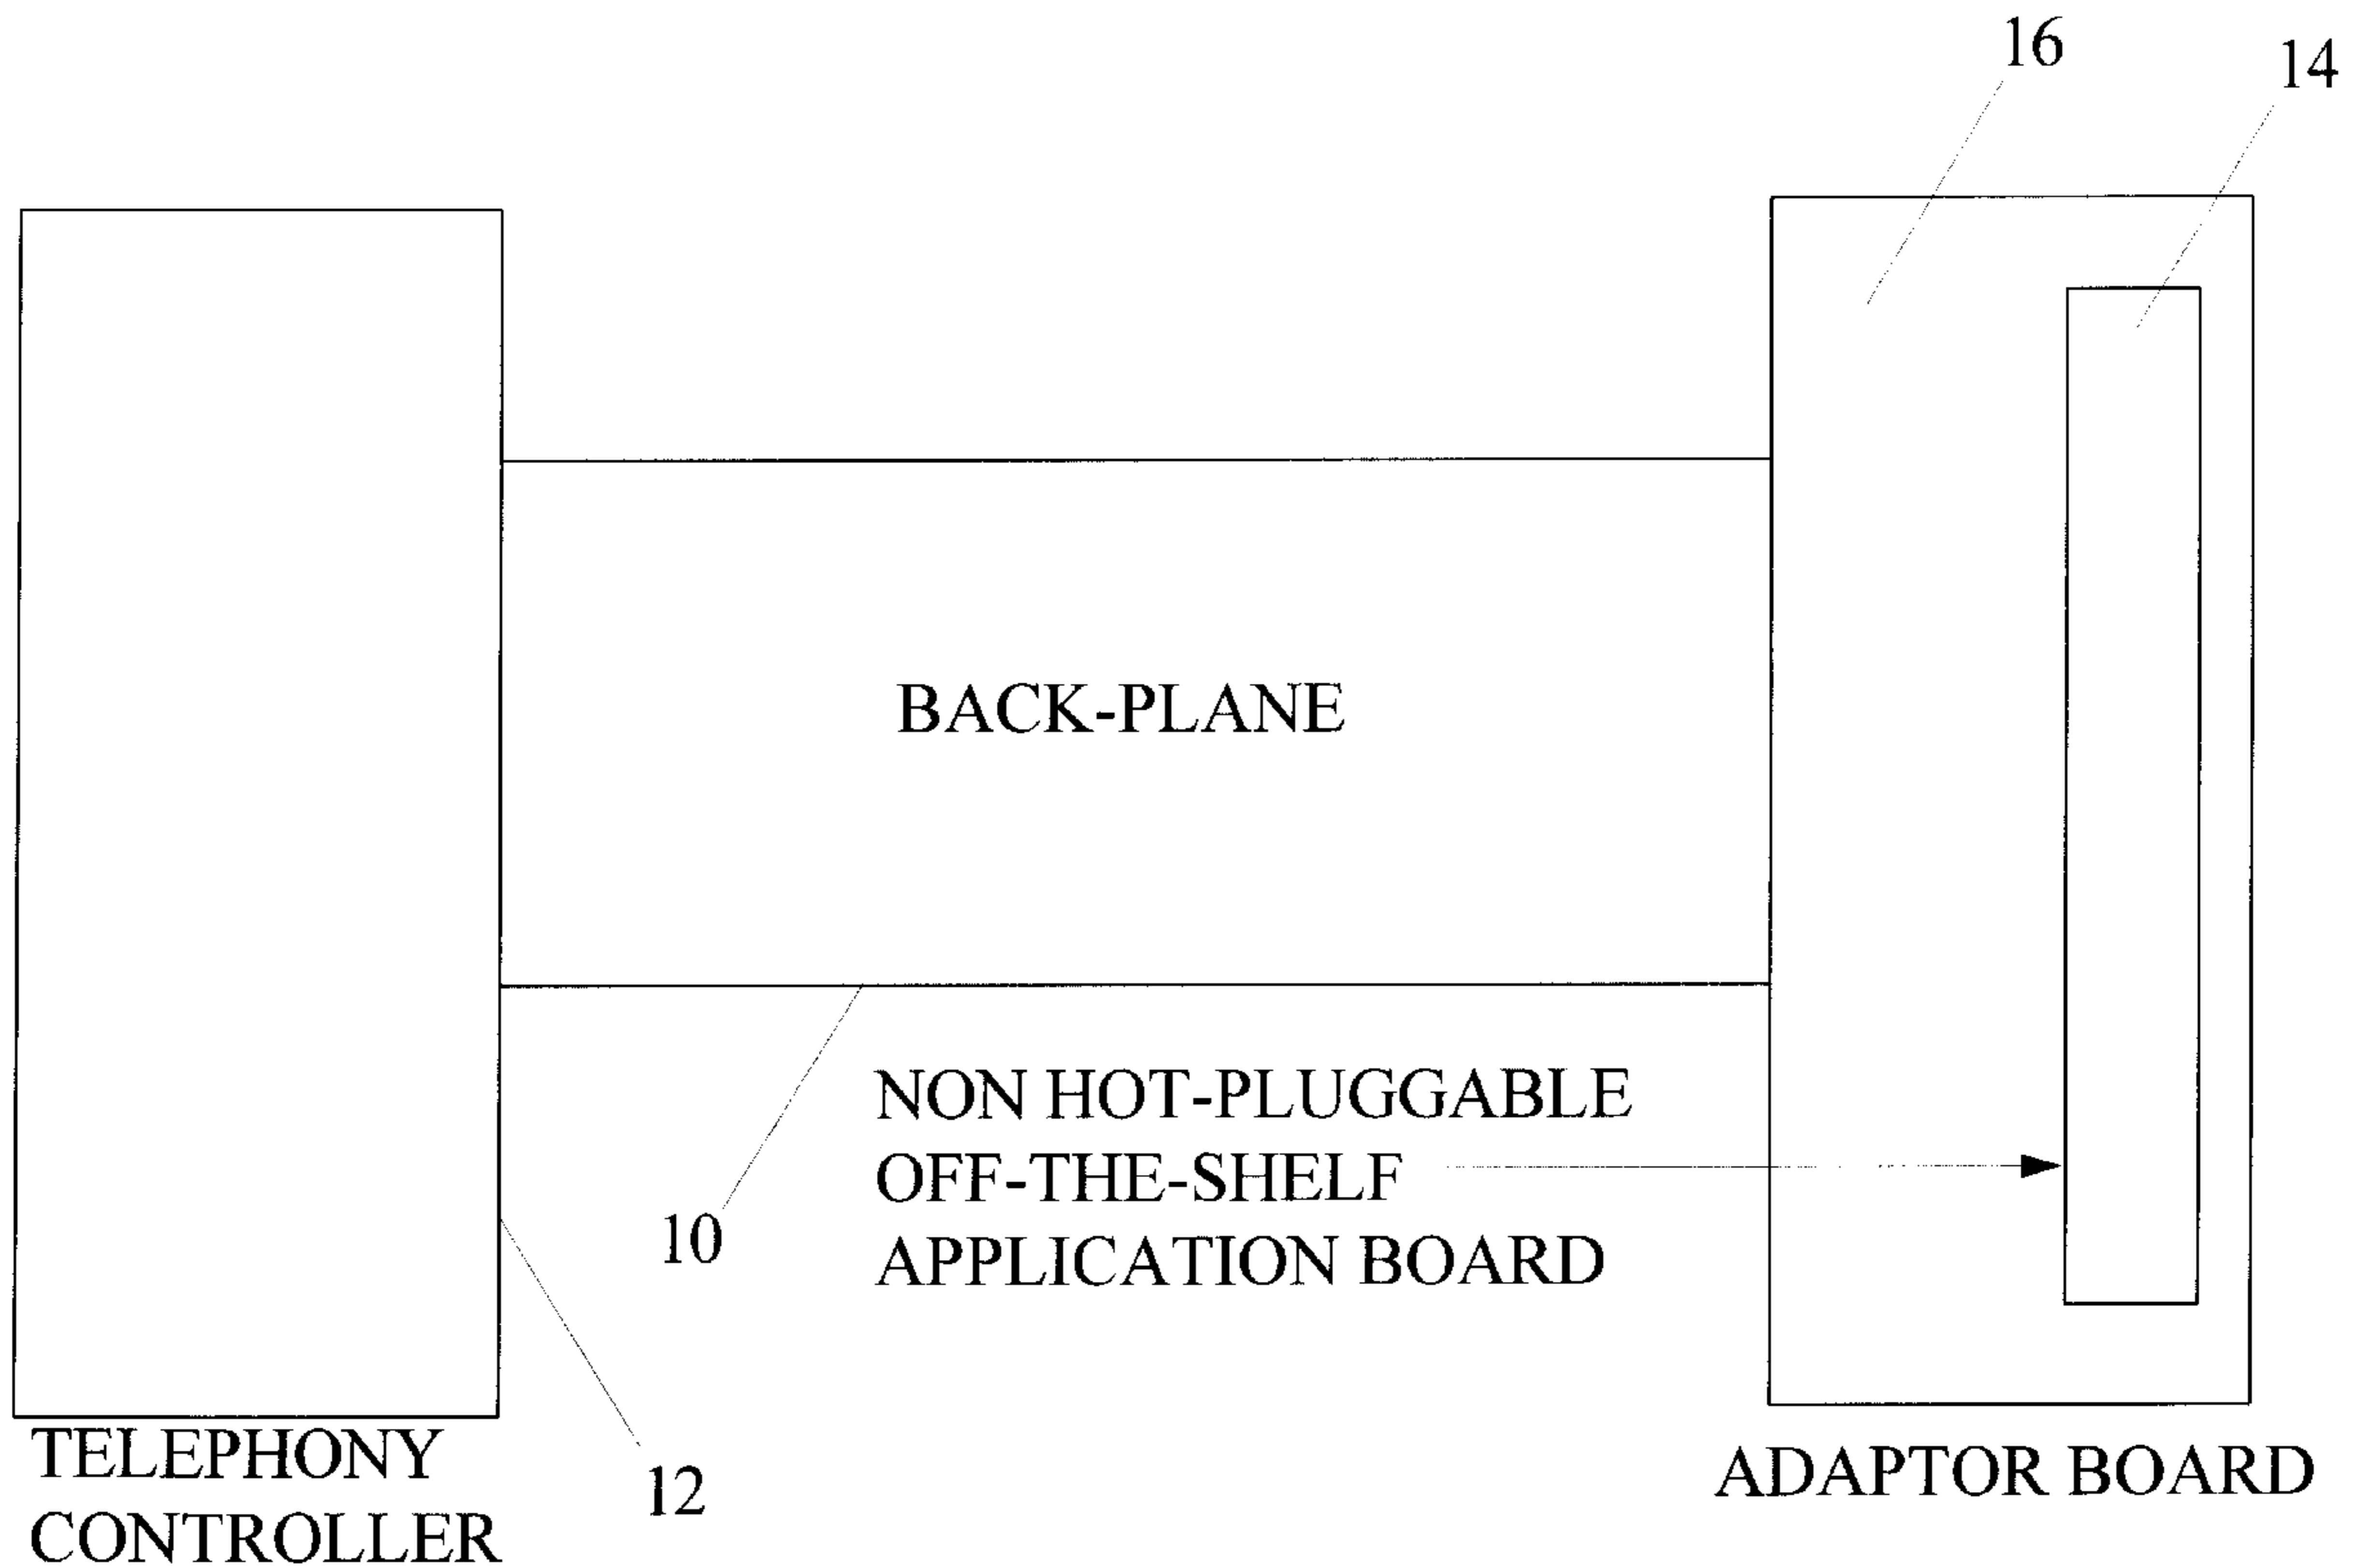 16
14
BACK-PLANE
NON HOT-PLUGGABLE
OFF-THE-SHELF
APPLICATION BOARD
10
12
TELEPHONY
CONTROLLER
ADAPTOR BOARD